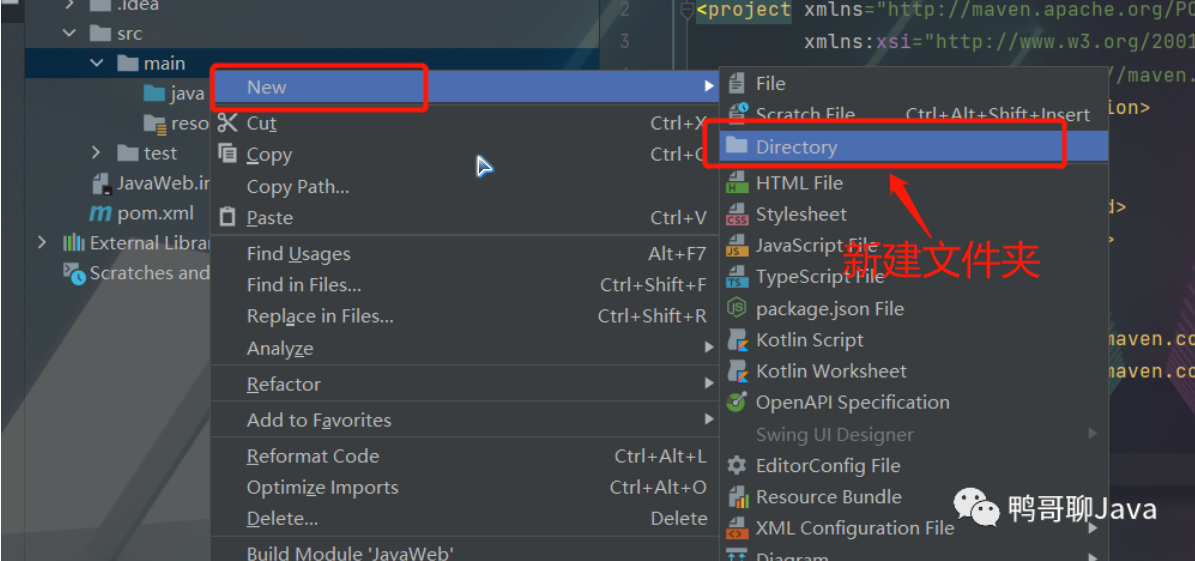 .idea
src
main
java
reso
test
JavaWeb.in
pom.xml
External Librar
Scratches and
New
Cut Ctrl+X
Copy Ctrl+C
Copy Path...
Paste Ctrl+V
Find Usages Alt+F7
Find in Files... Ctrl+Shift+F
Replace in Files... Ctrl+Shift+R
Analyze
Refactor
Add to Favorites
Reformat Code Ctrl+Alt+L
Optimize Imports Ctrl+Alt+O
Delete... Delete
Build Module 'JavaWeb'
File
Scratch File Ctrl+Alt+Shift+Insert
Directory
HTML File
Stylesheet
JavaScript File
新建文件夹
TypeScript File
package.json File
Kotlin Script
Kotlin Worksheet
OpenAPI Specification
Swing UI Designer
EditorConfig File
Resource Bundle
XML Configuration File
Diagram
2 <project xmlns="http://maven.apache.org/PO
3 xmlns:xsi="http://www.w3.org/2001
//maven.
ion>
d>
>
maven.co
maven.co
鸭哥聊Java